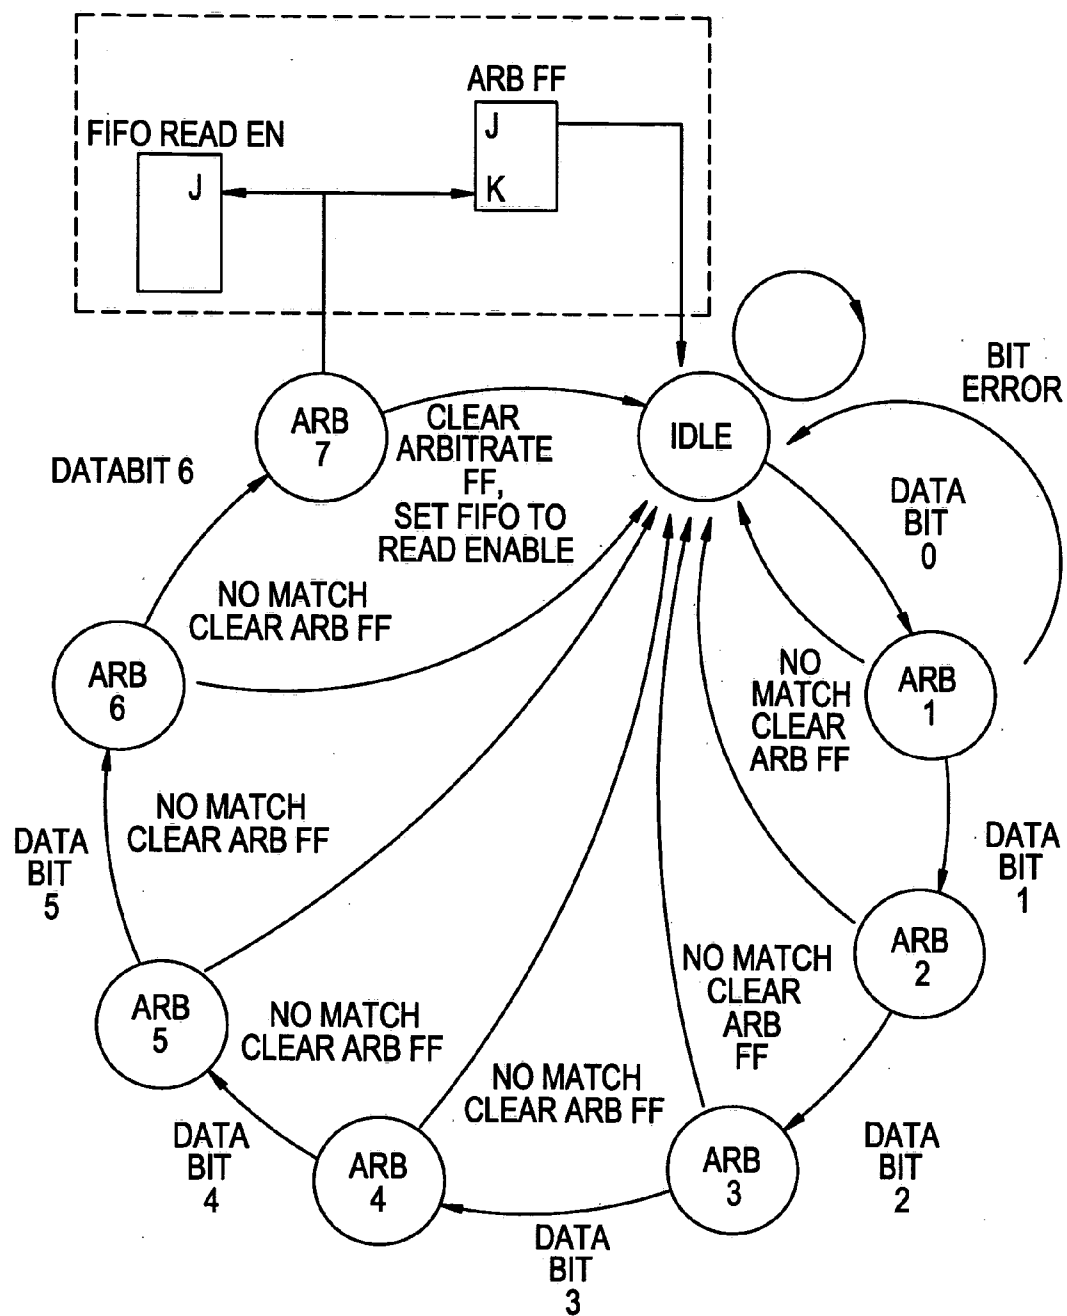 ARB FF
J
K
FIFO READ EN
J
BIT
ERROR
ARB
7
CLEAR
ARBITRATE
FF,
SET FIFO TO
READ ENABLE
IDLE
DATABIT 6
DATA
BIT
0
NO MATCH
CLEAR ARB FF
ARB
6
NO
MATCH
CLEAR
ARB FF
ARB
1
NO MATCH
CLEAR ARB FF
DATA
BIT
5
DATA
BIT
1
ARB
2
NO MATCH
CLEAR
ARB
FF
ARB
5
NO MATCH
CLEAR ARB FF
NO MATCH
CLEAR ARB FF
DATA
BIT
4
ARB
4
ARB
3
DATA
BIT
2
DATA
BIT
3